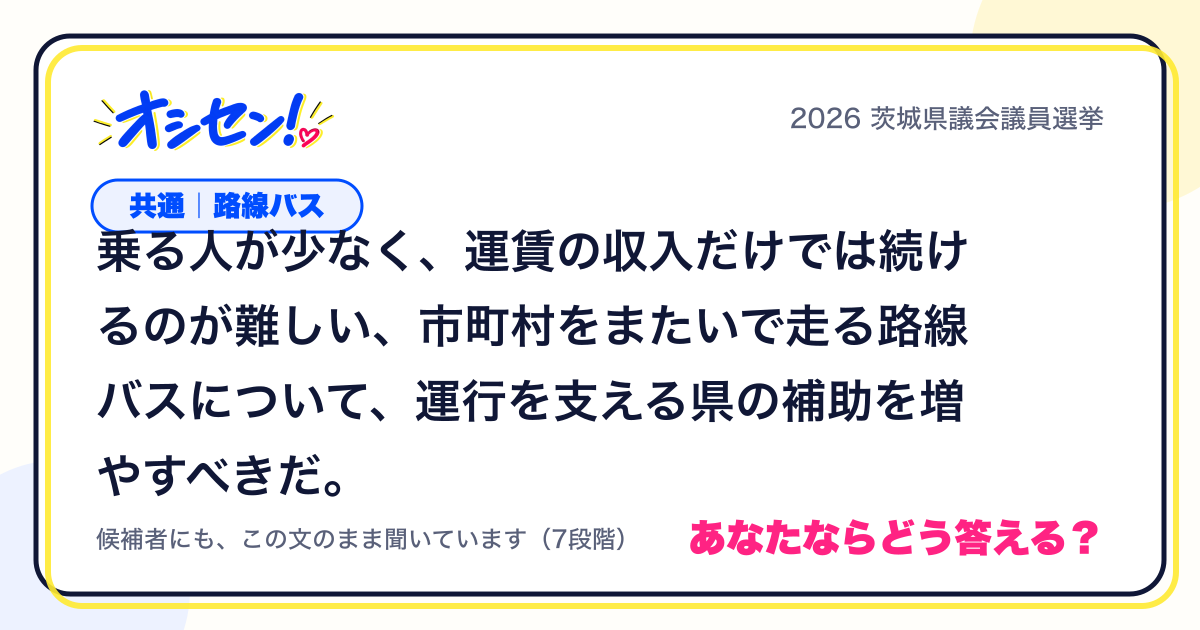 オシセン!
2026 茨城県議会議員選挙
共通｜路線バス
乗る人が少なく、運賃の収入だけでは続け
るのが難しい、市町村をまたいで走る路線
バスについて、運行を支える県の補助を増
やすべきだ。
候補者にも、この文のまま聞いています（7段階）
あなたならどう答える？